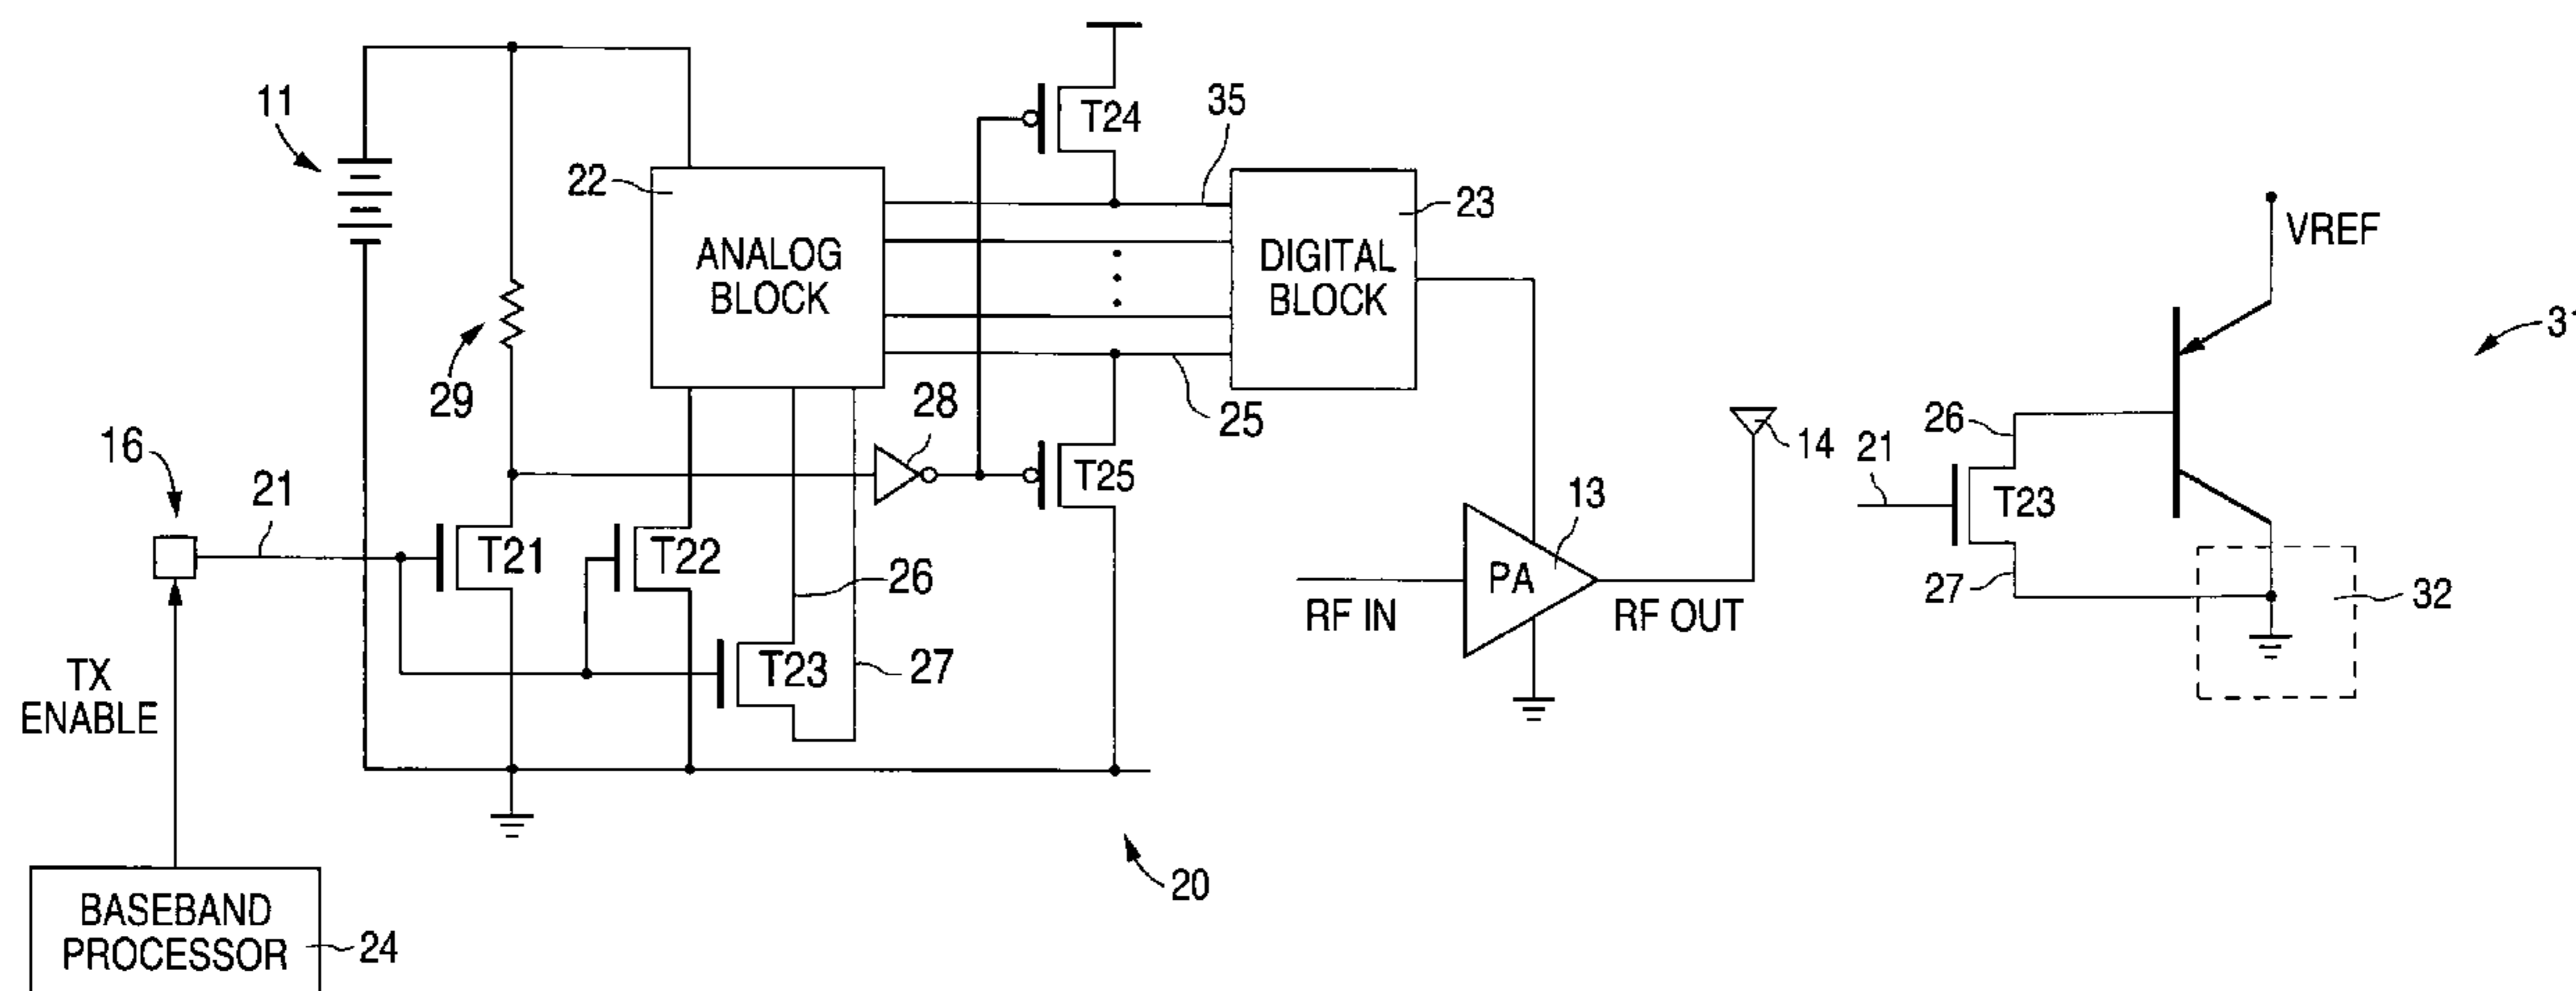 11
22
T24
35
23
ANALOG
BLOCK
DIGITAL
BLOCK
VREF
29
28
25
31
16
21
T25
26
21
14
T21
T22
26
13
T23
PA
27
32
RF IN
RF OUT
T23
27
TX
ENABLE
20
BASEBAND
PROCESSOR
24